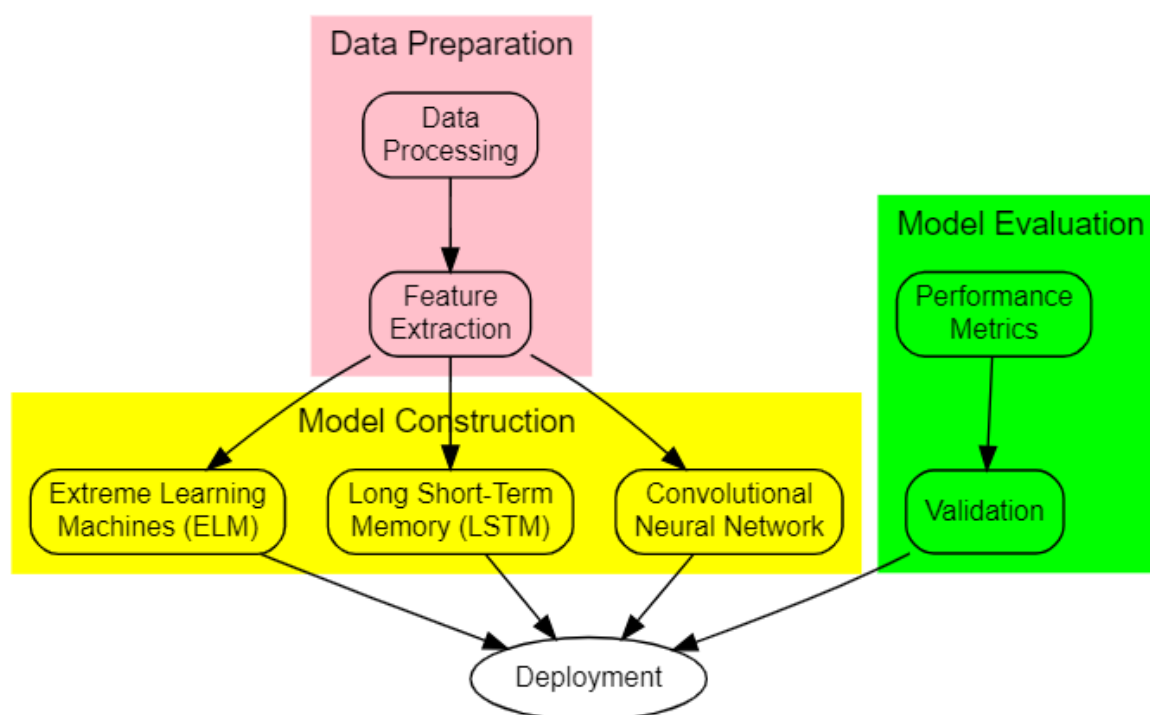 Data Preparation
Data
Processing
Feature
Extraction
Model Evaluation
Performance
Metrics
Validation
Model Construction
Extreme Learning
Machines (ELM)
Long Short-Term
Memory (LSTM)
Convolutional
Neural Network
Deployment